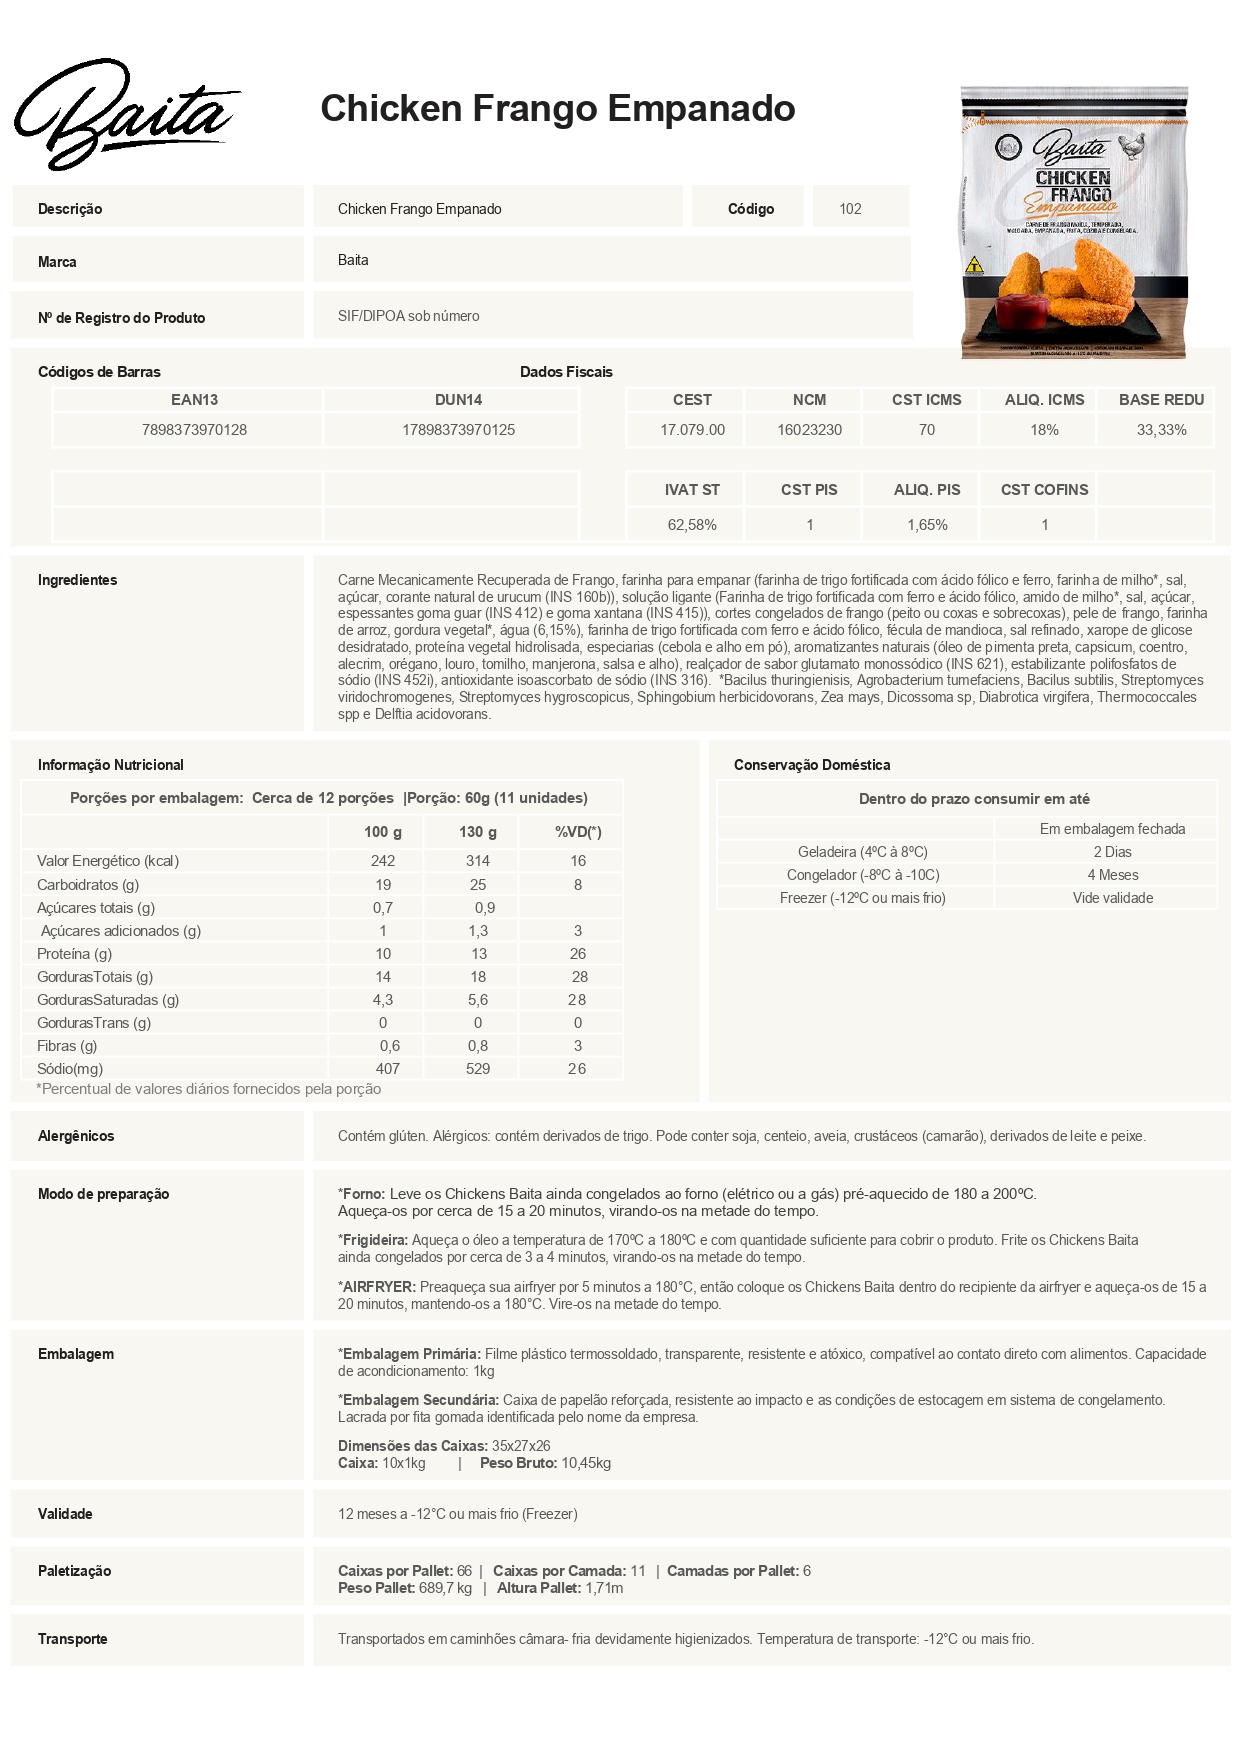 Baita
Chicken Frango Empanado
Baita
CHICKEN
FRANGO
Empanado
CARNE DE FRANGO MOÍDA, TEMPERADA,
MOLDADA, EMPANADA, FRITA, COZIDA E CONGELADA.
T
Descrição
Chicken Frango Empanado
Código
102
Marca
Baita
Nº de Registro do Produto
SIF/DIPOA sob número
Códigos de Barras
Dados Fiscais
EAN13 DUN14
7898373970128 17898373970125
CEST NCM CST ICMS ALIQ. ICMS BASE REDU
17.079.00 16023230 70 18% 33,33%
IVAT ST CST PIS ALIQ. PIS CST COFINS
62,58% 1 1,65% 1
Ingredientes
Carne Mecanicamente Recuperada de Frango, farinha para empanar (farinha de trigo fortificada com ácido fólico e ferro, farinha de milho*, sal,
açúcar, corante natural de urucum (INS 160b)), solução ligante (Farinha de trigo fortificada com ferro e ácido fólico, amido de milho*, sal, açúcar,
espessantes goma guar (INS 412) e goma xantana (INS 415)), cortes congelados de frango (peito ou coxas e sobrecoxas), pele de frango, farinha
de arroz, gordura vegetal*, água (6,15%), farinha de trigo fortificada com ferro e ácido fólico, fécula de mandioca, sal refinado, xarope de glicose
desidratado, proteína vegetal hidrolisada, especiarias (cebola e alho em pó), aromatizantes naturais (óleo de pimenta preta, capsicum, coentro,
alecrim, orégano, louro, tomilho, manjerona, salsa e alho), realçador de sabor glutamato monossódico (INS 621), estabilizante polifosfatos de
sódio (INS 452i), antioxidante isoascorbato de sódio (INS 316). *Bacilus thuringienisis, Agrobacterium tumefaciens, Bacilus subtilis, Streptomyces
viridochromogenes, Streptomyces hygroscopicus, Sphingobium herbicidovorans, Zea mays, Dicossoma sp, Diabrotica virgifera, Thermococcales
spp e Delftia acidovorans.
Informação Nutricional
Porções por embalagem: Cerca de 12 porções |Porção: 60g (11 unidades)
100 g 130 g %VD(*)
Valor Energético (kcal) 242 314 16
Carboidratos (g) 19 25 8
Açúcares totais (g) 0,7 0,9
Açúcares adicionados (g) 1 1,3 3
Proteína (g) 10 13 26
GordurasTotais (g) 14 18 28
GordurasSaturadas (g) 4,3 5,6 28
GordurasTrans (g) 0 0 0
Fibras (g) 0,6 0,8 3
Sódio(mg) 407 529 26
*Percentual de valores diários fornecidos pela porção
Conservação Doméstica
Dentro do prazo consumir em até
Em embalagem fechada
Geladeira (4ºC à 8ºC) 2 Dias
Congelador (-8ºC à -10C) 4 Meses
Freezer (-12ºC ou mais frio) Vide validade
Alergênicos
Contém glúten. Alérgicos: contém derivados de trigo. Pode conter soja, centeio, aveia, crustáceos (camarão), derivados de leite e peixe.
Modo de preparação
*Forno: Leve os Chickens Baita ainda congelados ao forno (elétrico ou a gás) pré-aquecido de 180 a 200ºC.
Aqueça-os por cerca de 15 a 20 minutos, virando-os na metade do tempo.
*Frigideira: Aqueça o óleo a temperatura de 170ºC a 180ºC e com quantidade suficiente para cobrir o produto. Frite os Chickens Baita
ainda congelados por cerca de 3 a 4 minutos, virando-os na metade do tempo.
*AIRFRYER: Preaqueça sua airfryer por 5 minutos a 180°C, então coloque os Chickens Baita dentro do recipiente da airfryer e aqueça-os de 15 a
20 minutos, mantendo-os a 180°C. Vire-os na metade do tempo.
Embalagem
*Embalagem Primária: Filme plástico termossoldado, transparente, resistente e atóxico, compatível ao contato direto com alimentos. Capacidade
de acondicionamento: 1kg
*Embalagem Secundária: Caixa de papelão reforçada, resistente ao impacto e as condições de estocagem em sistema de congelamento.
Lacrada por fita gomada identificada pelo nome da empresa.
Dimensões das Caixas: 35x27x26
Caixa: 10x1kg | Peso Bruto: 10,45kg
Validade
12 meses a -12°C ou mais frio (Freezer)
Paletização
Caixas por Pallet: 66 | Caixas por Camada: 11 | Camadas por Pallet: 6
Peso Pallet: 689,7 kg | Altura Pallet: 1,71m
Transporte
Transportados em caminhões câmara- fria devidamente higienizados. Temperatura de transporte: -12°C ou mais frio.